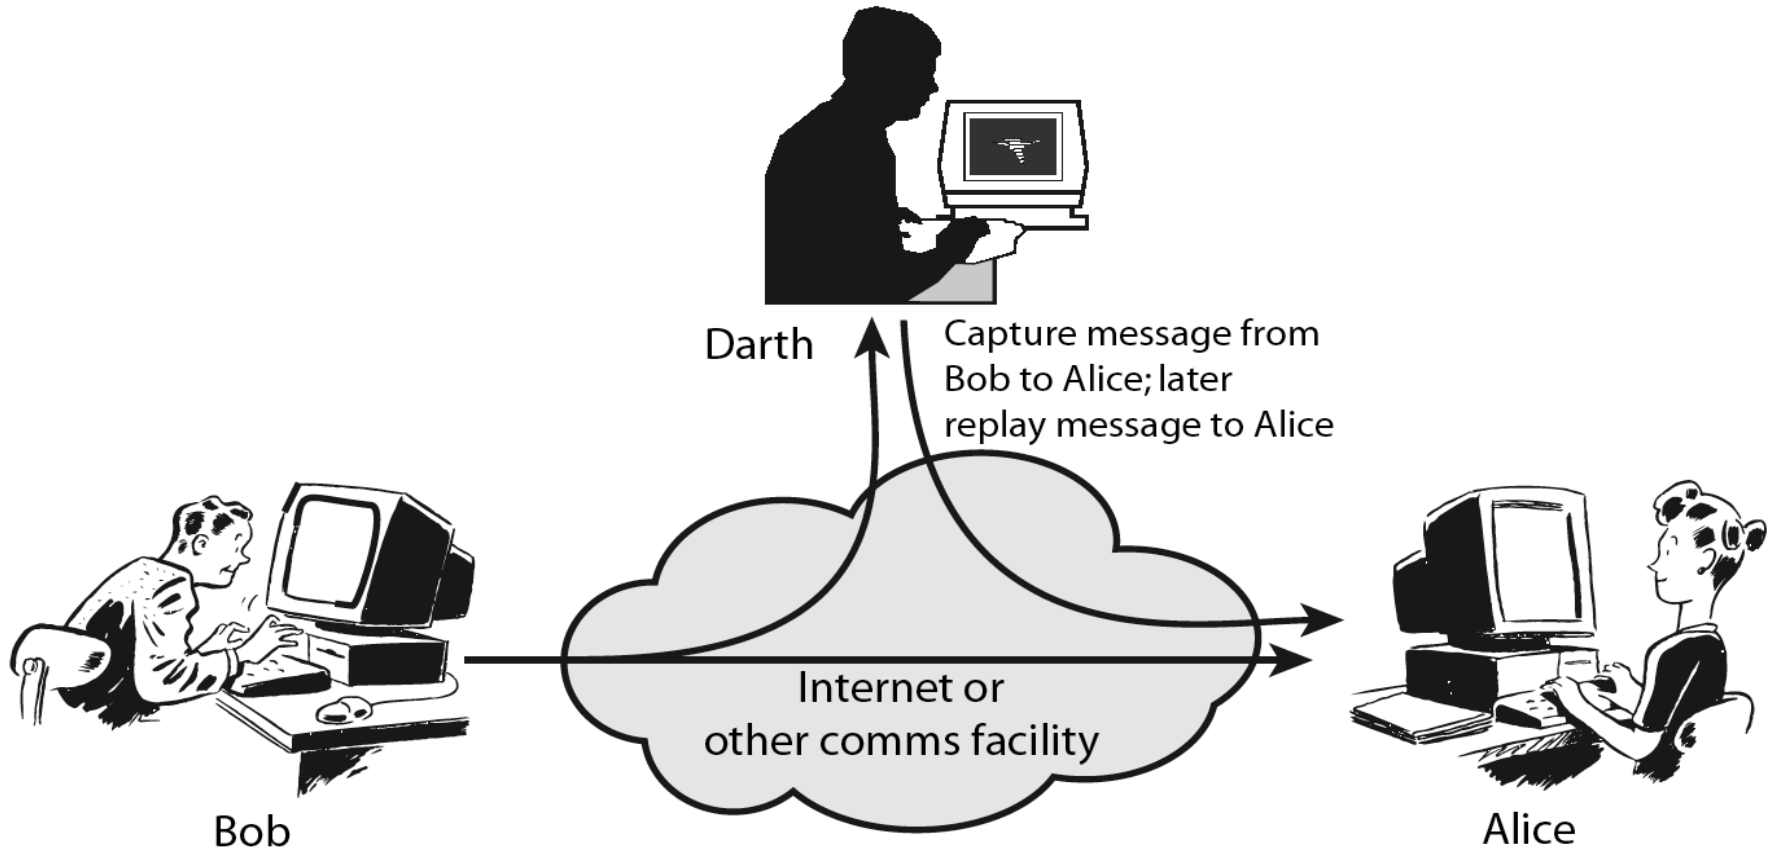 Darth
Capture message from
Bob to Alice; later
replay message to Alice
Internet or
other comms facility
Bob
Alice